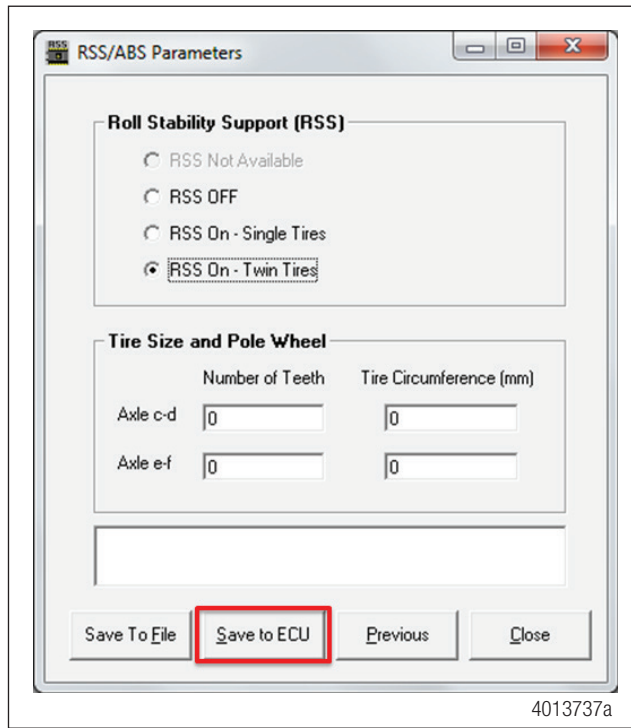 RSS
RSS/ABS Parameters
Roll Stability Support (RSS)
RSS Not Available
RSS OFF
RSS On - Single Tires
RSS On - Twin Tires
Tire Size and Pole Wheel
Number of Teeth Tire Circumference (mm)
Axle c-d 0 0
Axle e-f 0 0
Save To File Save to ECU Previous Close
4013737a